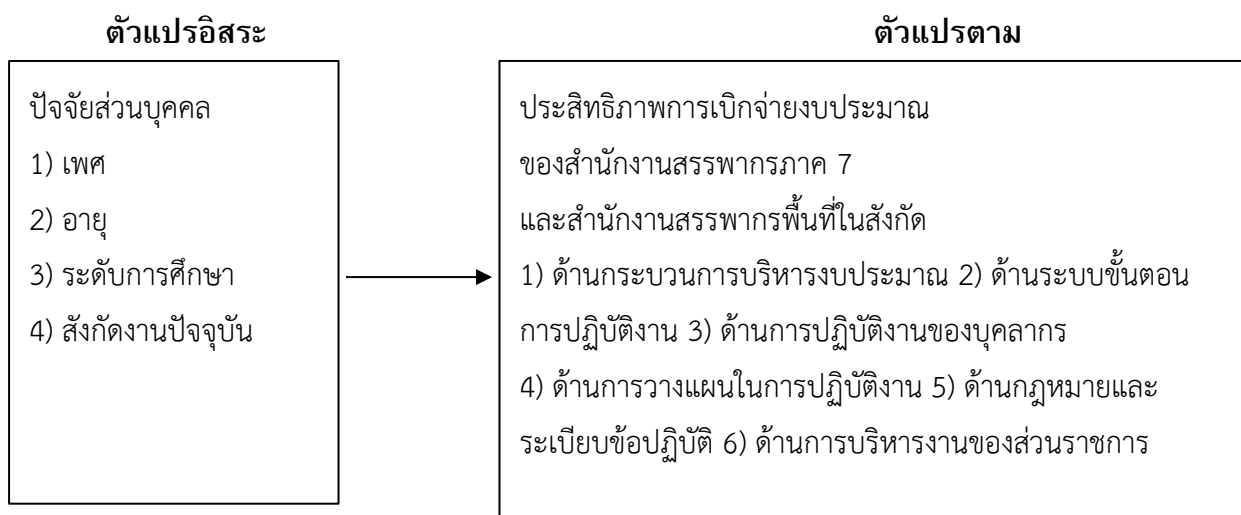 ตัวแปรอิสระ
ตัวแปรตาม
ปัจจัยส่วนบุคคล
1) เพศ
2) อายุ
3) ระดับการศึกษา
4) สังกัดงานปัจจุบัน
ประสิทธิภาพการเบิกจ่ายงบประมาณ
ของสำนักงานสรรพากรภาค 7
และสำนักงานสรรพากรพื้นที่ในสังกัด
1) ด้านกระบวนการบริหารงบประมาณ 2) ด้านระบบขั้นตอน
การปฏิบัติงาน 3) ด้านการปฏิบัติงานของบุคลากร
4) ด้านการวางแผนในการปฏิบัติงาน 5) ด้านกฎหมายและ
ระเบียบข้อปฏิบัติ 6) ด้านการบริหารงานของส่วนราชการ